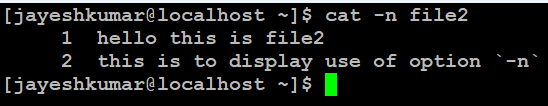 [jayeshkumar@localhost ~]$ cat -n file2
     1  hello this is file2
     2  this is to display use of option `-n`
[jayeshkumar@localhost ~]$